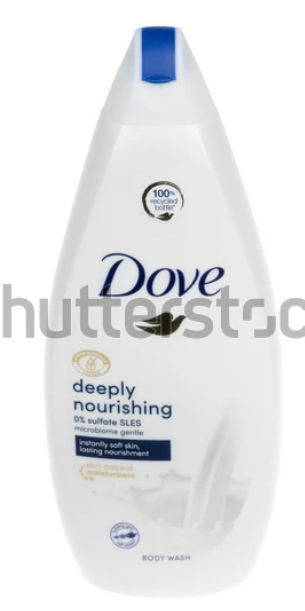 100%
recycled
bottle*
Dove
shutterstock
deeply
nourishing
0% sulfate SLES
microbiome gentle
instantly soft skin,
lasting nourishment
skin-natural
moisturisers
BODY WASH